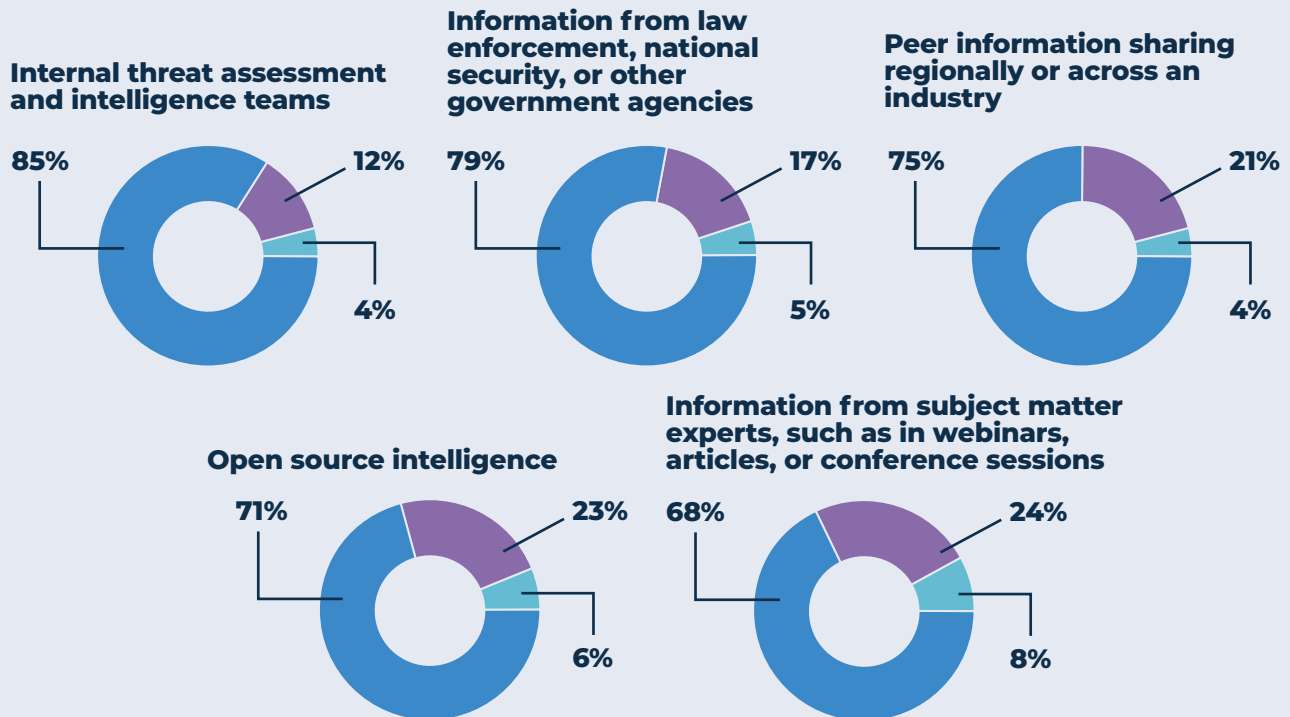 Internal threat assessment
and intelligence teams
85%
12%
4%
Information from law
enforcement, national
security, or other
government agencies
79%
17%
5%
Peer information sharing
regionally or across an
industry
75%
21%
4%
Open source intelligence
71%
23%
6%
Information from subject matter
experts, such as in webinars,
articles, or conference sessions
68%
24%
8%